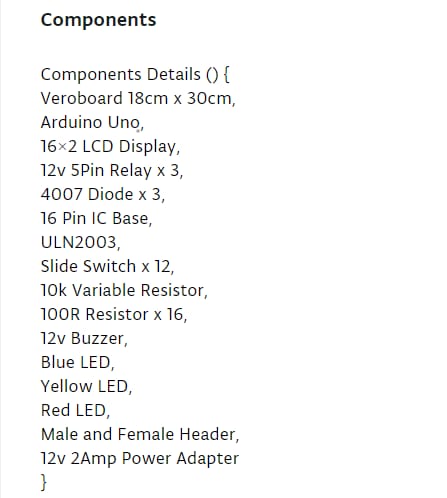 Components
Components Details () {
Veroboard 18cm x 30cm,
Arduino Uno,
16×2 LCD Display,
12v 5Pin Relay x 3,
4007 Diode x 3,
16 Pin IC Base,
ULN2003,
Slide Switch x 12,
10k Variable Resistor,
100R Resistor x 16,
12v Buzzer,
Blue LED,
Yellow LED,
Red LED,
Male and Female Header,
12v 2Amp Power Adapter
}